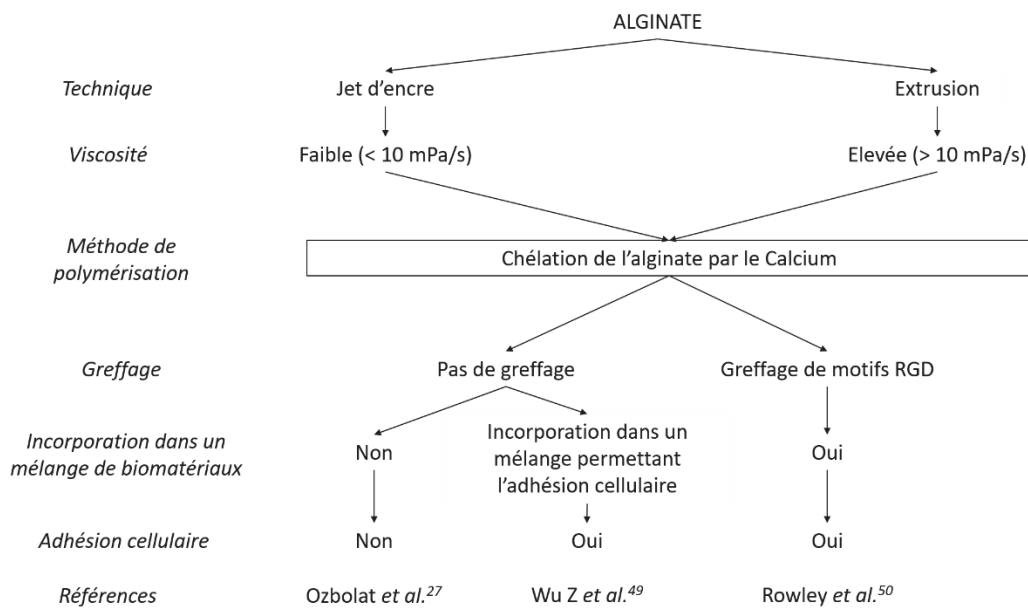 ALGINATE
Technique Jet d'encre Extrusion
Viscosité Faible (< 10 mPa/s) Elevée (> 10 mPa/s)
Méthode de
polymérisation
Chélation de l'alginate par le Calcium
Greffage Pas de greffage Greffage de motifs RGD
Incorporation dans un
mélange de biomatériaux
Non
Incorporation dans un
mélange permettant
l'adhésion cellulaire
Oui
Adhésion cellulaire Non Oui Oui
Références Ozbolat et al.27 Wu Z et al.49 Rowley et al.50